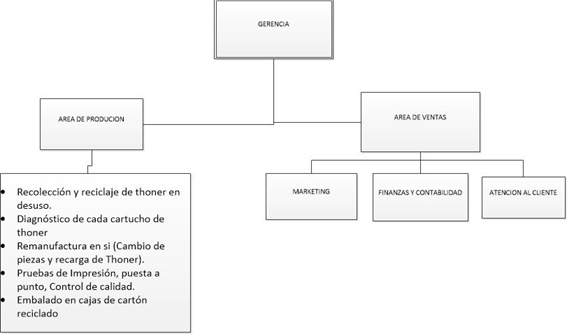 GERENCIA
AREA DE PRODUCION
AREA DE VENTAS
MARKETING
FINANZAS Y CONTABILIDAD
ATENCION AL CLIENTE
• Recolección y reciclaje de thoner en
desuso.
• Diagnóstico de cada cartucho de
thoner
• Remanufactura en si (Cambio de
piezas y recarga de Thoner).
• Pruebas de Impresión, puesta a
punto, Control de calidad.
• Embalado en cajas de cartón
reciclado